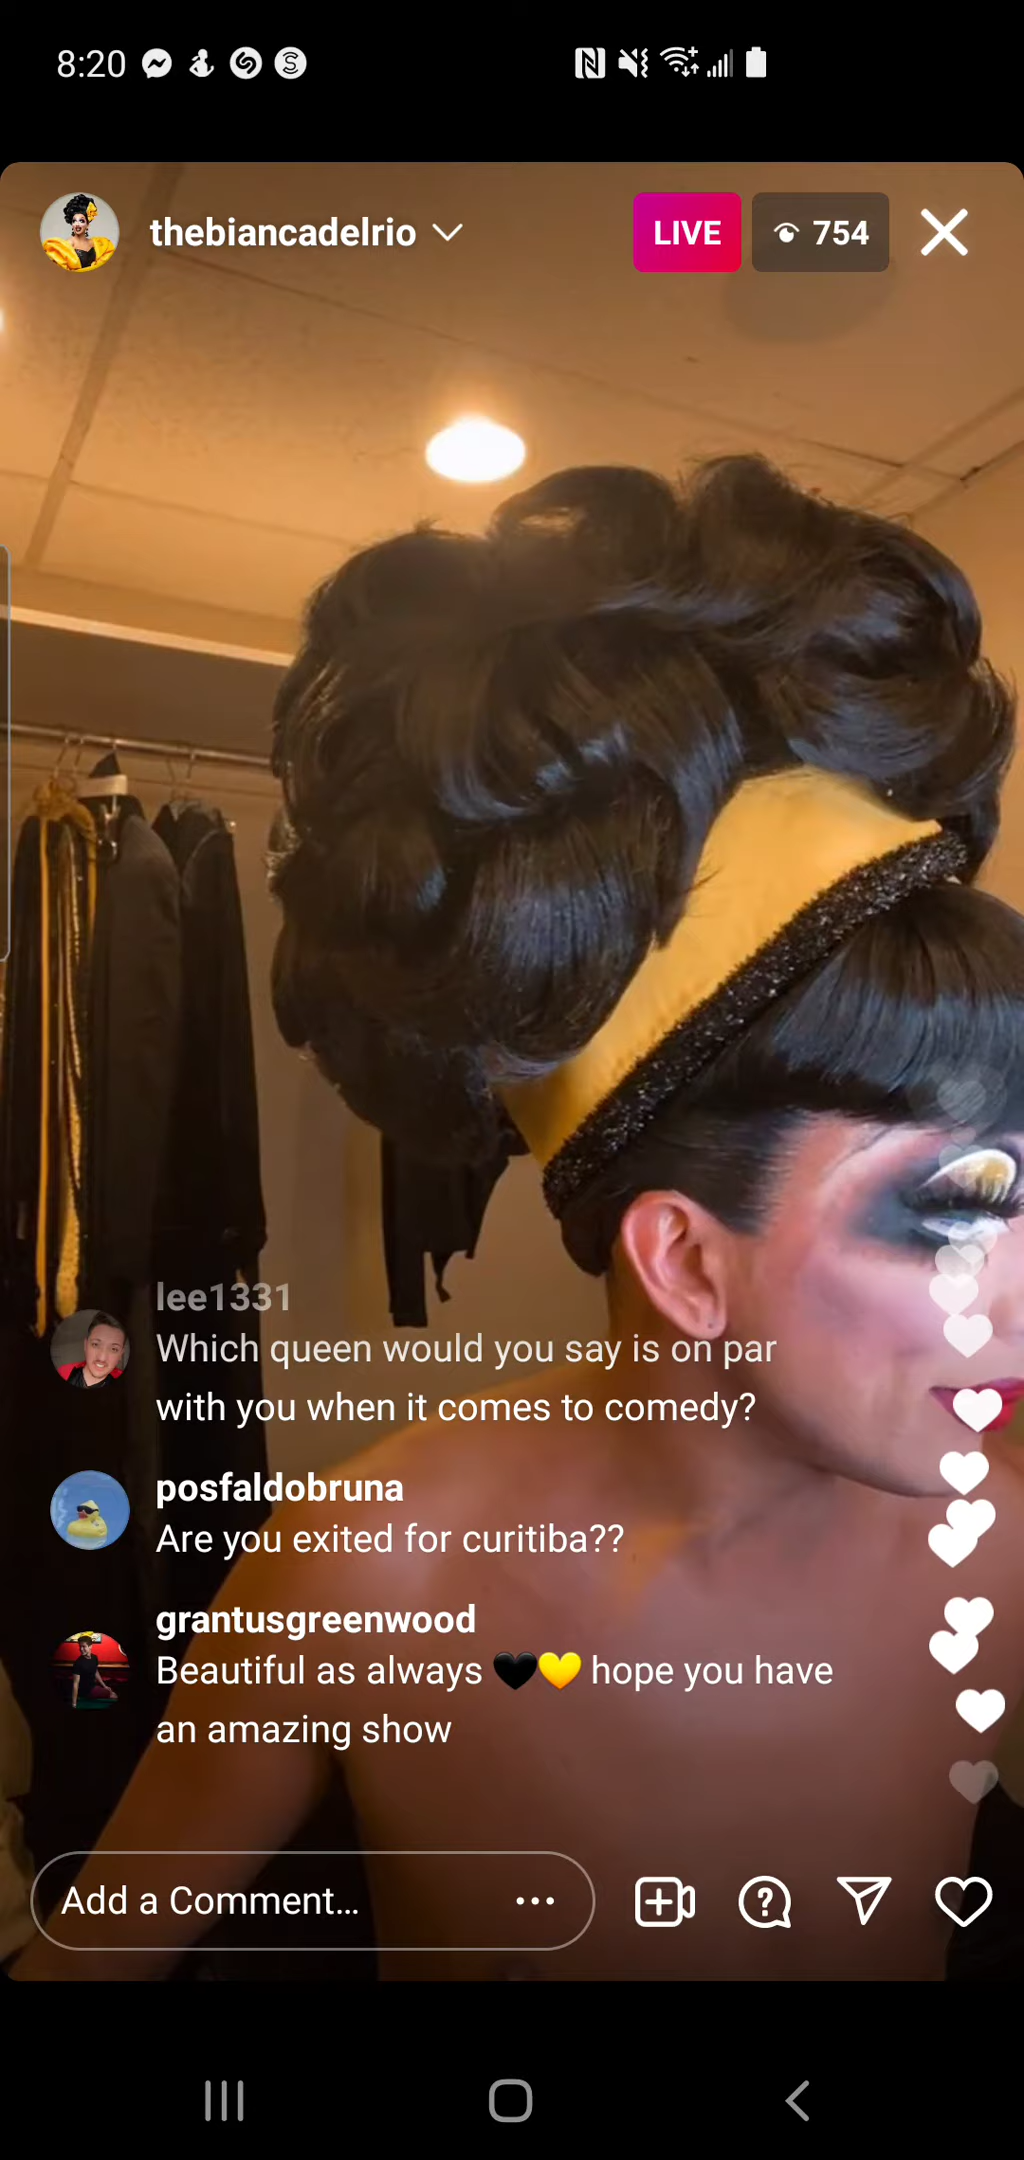 8:20
thebiancadelrio
LIVE
754
lee1331
Which queen would you say is on par
with you when it comes to comedy?
posfaldobruna
Are you exited for curitiba??
grantusgreenwood
Beautiful as always 🖤💛 hope you have
an amazing show
Add a Comment...